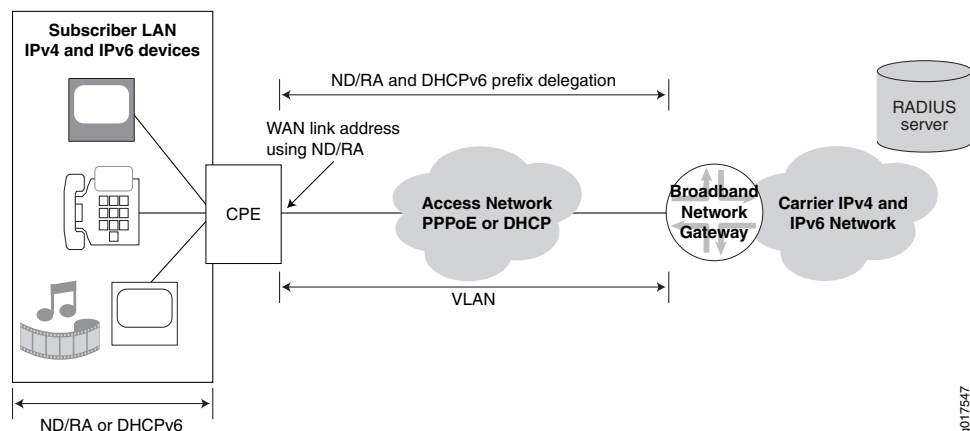 Subscriber LAN
IPv4 and IPv6 devices
ND/RA and DHCPv6 prefix delegation
RADIUS
server
WAN link address
using ND/RA
CPE
Access Network
PPPoE or DHCP
Broadband
Network
Gateway
Carrier IPv4 and
IPv6 Network
VLAN
ND/RA or DHCPv6
g017547